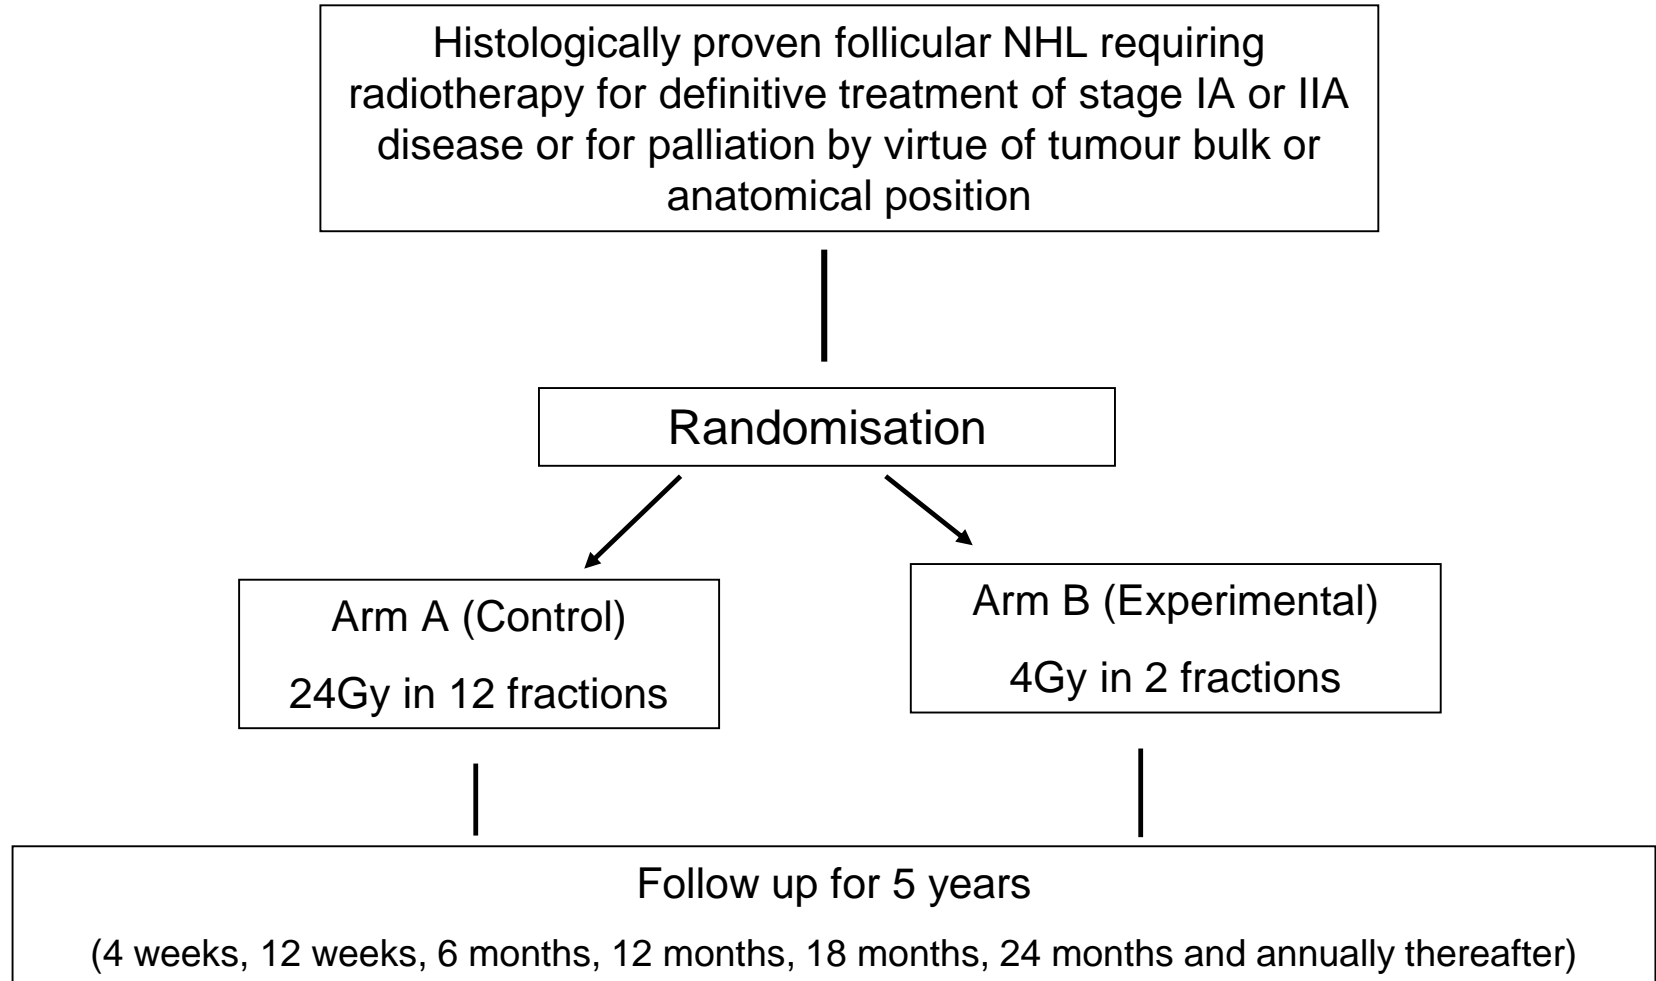 Histologically proven follicular NHL requiring
radiotherapy for definitive treatment of stage IA or IIA
disease or for palliation by virtue of tumour bulk or
anatomical position
Randomisation
Arm A (Control)
24Gy in 12 fractions
Arm B (Experimental)
4Gy in 2 fractions
Follow up for 5 years
(4 weeks, 12 weeks, 6 months, 12 months, 18 months, 24 months and annually thereafter)